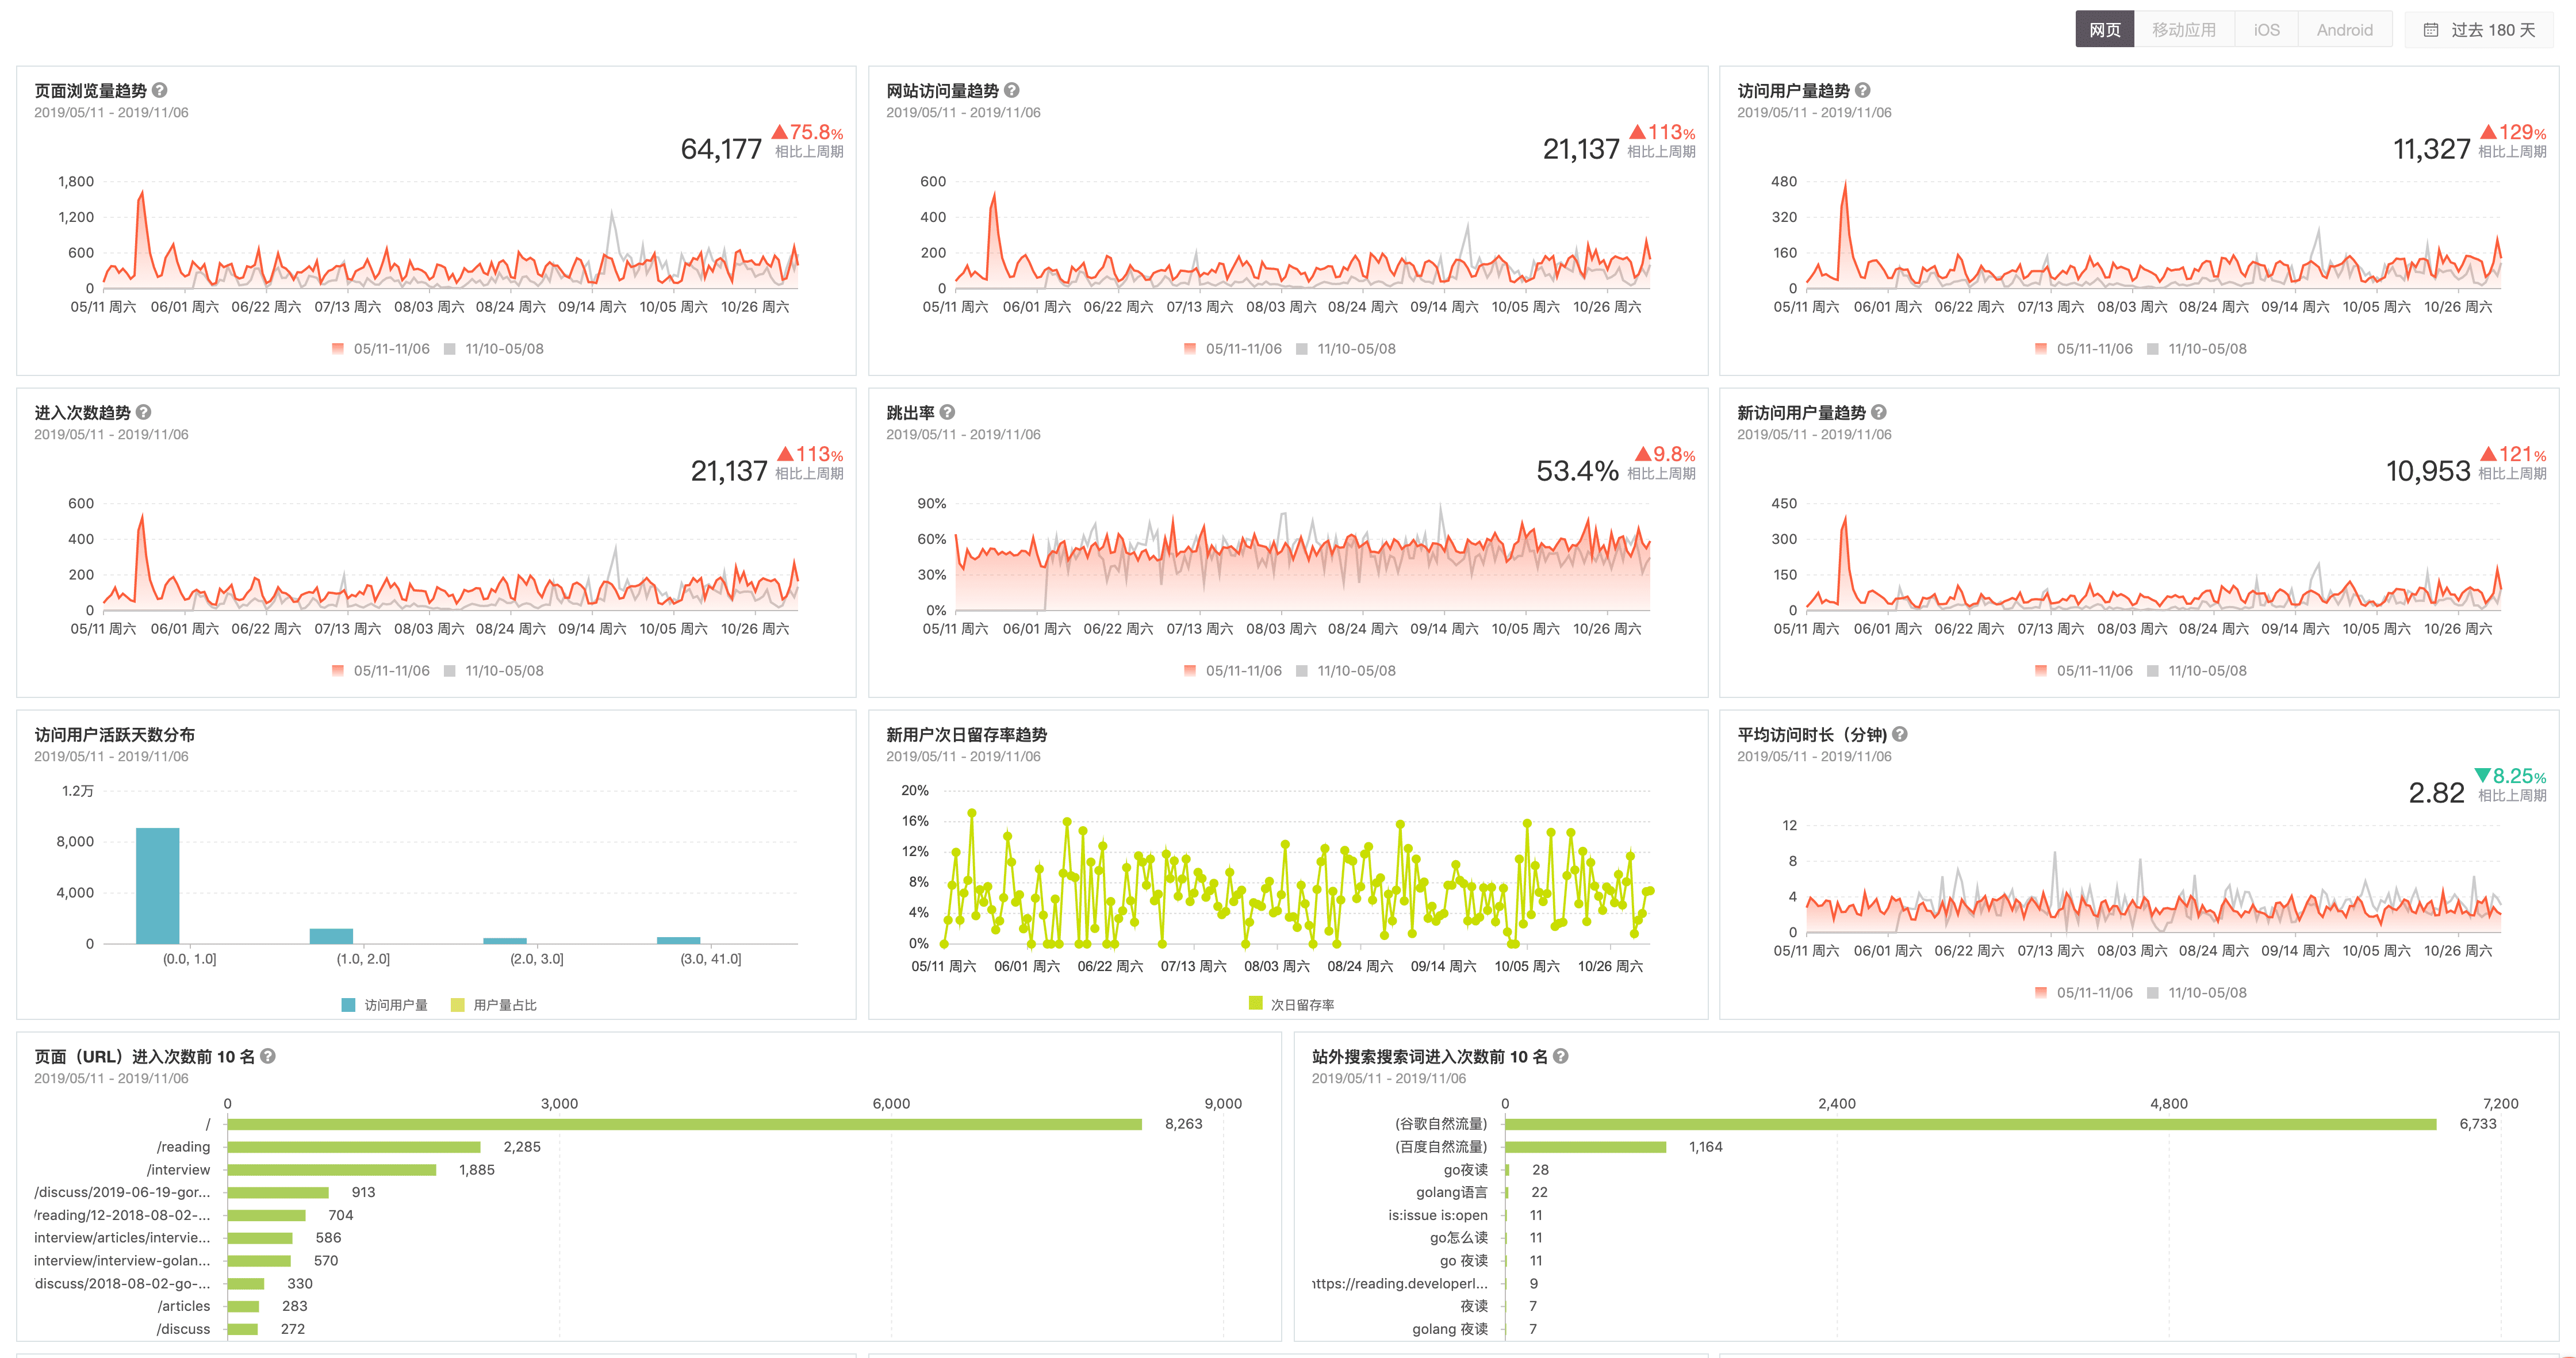 网页 移动应用 iOS Android 过去 180 天
页面浏览量趋势 ?
2019/05/11 - 2019/11/06
64,177 ▲75.8%
相比上周期
1,800
1,200
600
0
05/11 周六 06/01 周六 06/22 周六 07/13 周六 08/03 周六 08/24 周六 09/14 周六 10/05 周六 10/26 周六
05/11-11/06 11/10-05/08
网站访问量趋势 ?
2019/05/11 - 2019/11/06
21,137 ▲113%
相比上周期
600
400
200
0
05/11 周六 06/01 周六 06/22 周六 07/13 周六 08/03 周六 08/24 周六 09/14 周六 10/05 周六 10/26 周六
05/11-11/06 11/10-05/08
访问用户量趋势 ?
2019/05/11 - 2019/11/06
11,327 ▲129%
相比上周期
480
320
160
0
05/11 周六 06/01 周六 06/22 周六 07/13 周六 08/03 周六 08/24 周六 09/14 周六 10/05 周六 10/26 周六
05/11-11/06 11/10-05/08
进入次数趋势 ?
2019/05/11 - 2019/11/06
21,137 ▲113%
相比上周期
600
400
200
0
05/11 周六 06/01 周六 06/22 周六 07/13 周六 08/03 周六 08/24 周六 09/14 周六 10/05 周六 10/26 周六
05/11-11/06 11/10-05/08
跳出率 ?
2019/05/11 - 2019/11/06
53.4% ▲9.8%
相比上周期
90%
60%
30%
0%
05/11 周六 06/01 周六 06/22 周六 07/13 周六 08/03 周六 08/24 周六 09/14 周六 10/05 周六 10/26 周六
05/11-11/06 11/10-05/08
新访问用户量趋势 ?
2019/05/11 - 2019/11/06
10,953 ▲121%
相比上周期
450
300
150
0
05/11 周六 06/01 周六 06/22 周六 07/13 周六 08/03 周六 08/24 周六 09/14 周六 10/05 周六 10/26 周六
05/11-11/06 11/10-05/08
访问用户活跃天数分布
2019/05/11 - 2019/11/06
1.2万
8,000
4,000
0
(0.0, 1.0] (1.0, 2.0] (2.0, 3.0] (3.0, 41.0]
访问用户量 用户量占比
新用户次日留存率趋势
2019/05/11 - 2019/11/06
20%
16%
12%
8%
4%
0%
05/11 周六 06/01 周六 06/22 周六 07/13 周六 08/03 周六 08/24 周六 09/14 周六 10/05 周六 10/26 周六
次日留存率
平均访问时长（分钟) ?
2019/05/11 - 2019/11/06
2.82 ▼8.25%
相比上周期
12
8
4
0
05/11 周六 06/01 周六 06/22 周六 07/13 周六 08/03 周六 08/24 周六 09/14 周六 10/05 周六 10/26 周六
05/11-11/06 11/10-05/08
页面（URL）进入次数前 10 名 ?
2019/05/11 - 2019/11/06
0 3,000 6,000 9,000
/ 8,263
/reading 2,285
/interview 1,885
/discuss/2019-06-19-gor... 913
/reading/12-2018-08-02-... 704
interview/articles/intervie... 586
interview/interview-golan... 570
discuss/2018-08-02-go-... 330
/articles 283
/discuss 272
站外搜索搜索词进入次数前 10 名 ?
2019/05/11 - 2019/11/06
0 2,400 4,800 7,200
(谷歌自然流量) 6,733
(百度自然流量) 1,164
go夜读 28
golang语言 22
is:issue is:open 11
go怎么读 11
go 夜读 11
https://reading.developerl... 9
夜读 7
golang 夜读 7